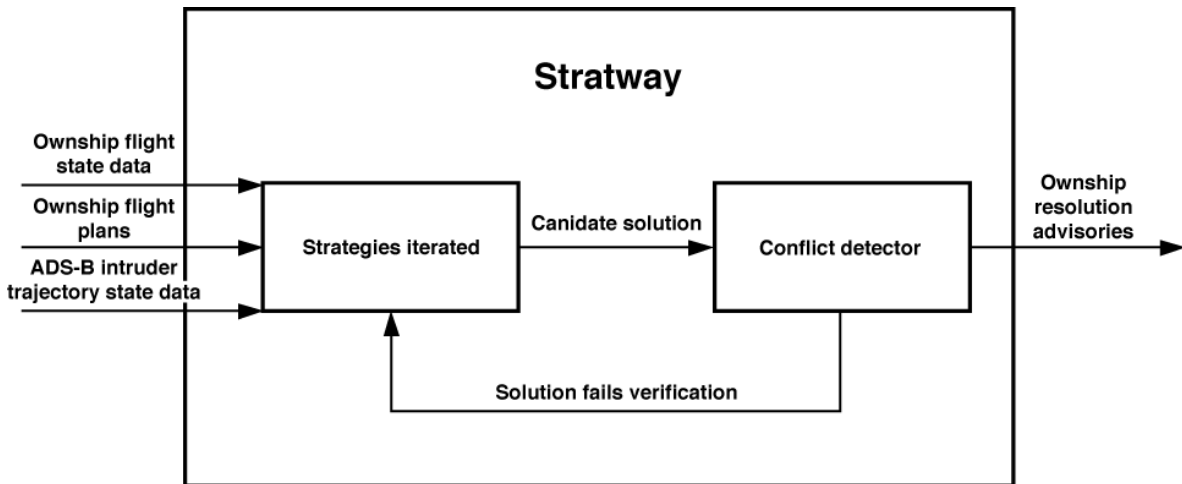 Stratway
Ownship flight
state data
Ownship flight
plans
ADS-B intruder
trajectory state data
Strategies iterated
Canidate solution
Conflict detector
Ownship
resolution
advisories
Solution fails verification